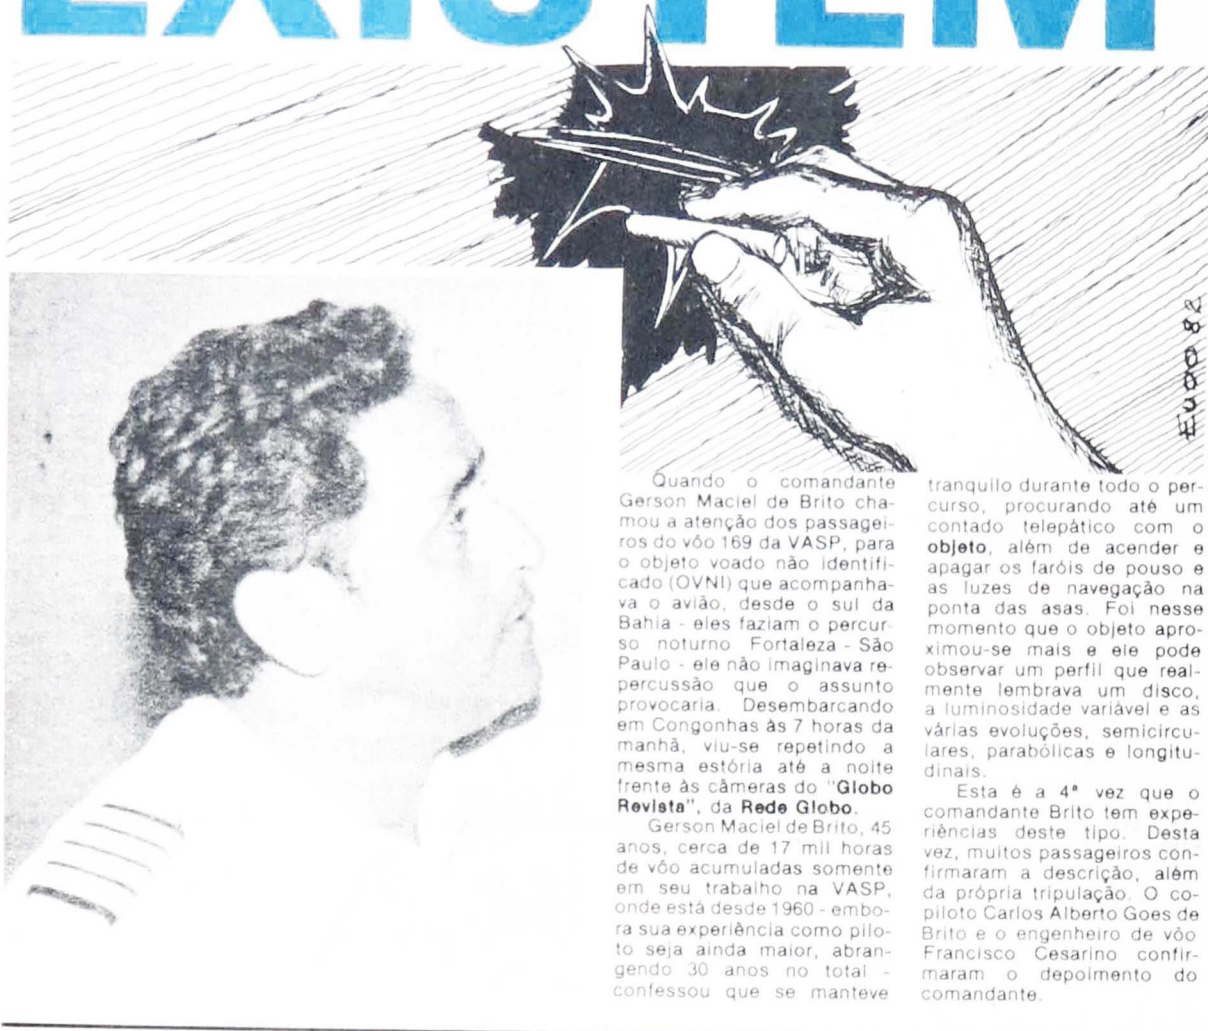 EXISTEM
EUDO 82
Quando o comandante
Gerson Maciel de Brito cha-
mou a atenção dos passagei-
ros do vôo 169 da VASP, para
o objeto voado não identifi-
cado (OVNI) que acompanha-
va o avião, desde o sul da
Bahia - eles faziam o percur-
so noturno Fortaleza - São
Paulo - ele não imaginava re-
percussão que o assunto
provocaria. Desembarcando
em Congonhas às 7 horas da
manhã, viu-se repetindo a
mesma estória até a noite
frente às câmeras do "Globo
Revista", da Rede Globo.
Gerson Maciel de Brito, 45
anos, cerca de 17 mil horas
de vôo acumuladas somente
em seu trabalho na VASP,
onde está desde 1960 - embo-
ra sua experiência como pilo-
to seja ainda maior, abran-
gendo 30 anos no total -
confessou que se manteve
tranquilo durante todo o per-
curso, procurando até um
contado telepático com o
objeto, além de acender e
apagar os faróis de pouso e
as luzes de navegação na
ponta das asas. Foi nesse
momento que o objeto apro-
ximou-se mais e ele pode
observar um perfil que real-
mente lembrava um disco,
a luminosidade variável e as
várias evoluções, semicircu-
lares, parabólicas e longitu-
dinais.
Esta é a 4ª vez que o
comandante Brito tem expe-
riências deste tipo. Desta
vez, muitos passageiros con-
firmaram a descrição, além
da própria tripulação. O co-
piloto Carlos Alberto Goes de
Brito e o engenheiro de vôo
Francisco Cesarino confir-
maram o depoimento do
comandante.